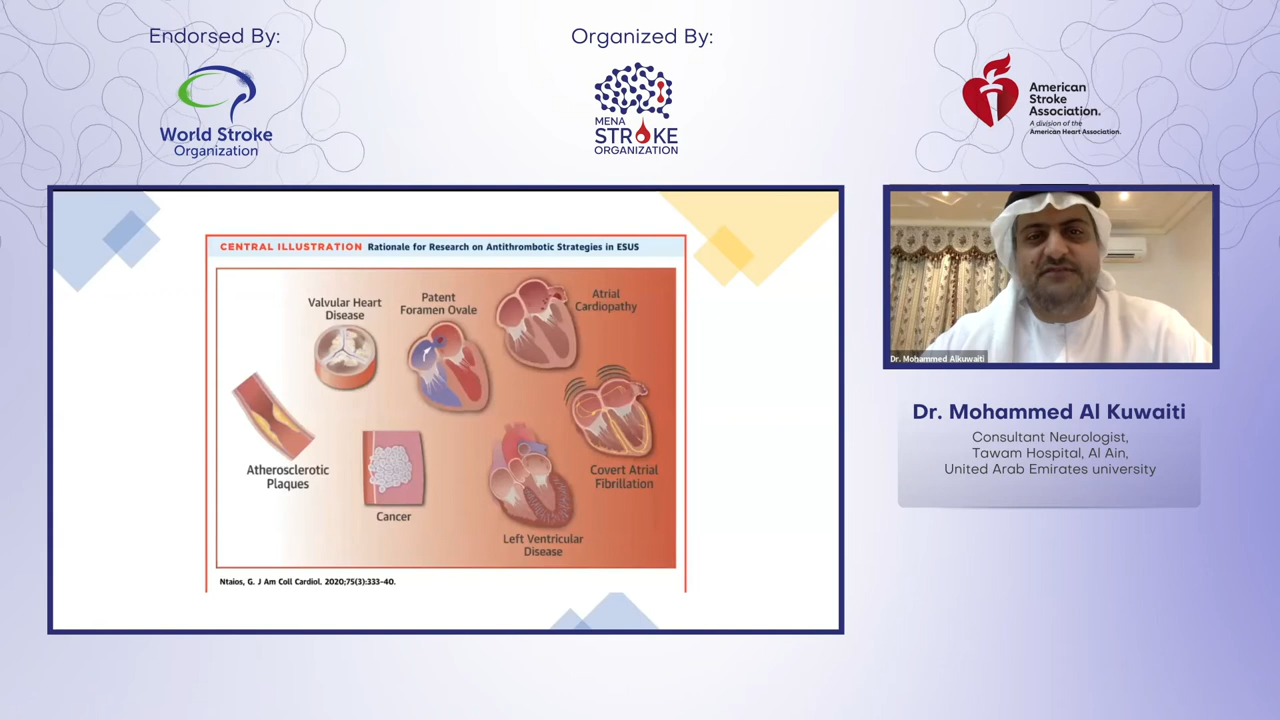 Endorsed By:
World Stroke
Organization
Organized By:
MENA
STROKE
ORGANIZATION
American
Stroke
Association.
A division of the
American Heart Association.
CENTRAL ILLUSTRATION Rationale for Research on Antithrombotic Strategies in ESUS
Valvular Heart
Disease
Patent
Foramen Ovale
Atrial
Cardiopathy
Atherosclerotic
Plaques
Cancer
Left Ventricular
Disease
Covert Atrial
Fibrillation
Ntaios, G. J Am Coll Cardiol. 2020;75(3):333-40.
Dr. Mohammed Alkuwaiti
Dr. Mohammed Al Kuwaiti
Consultant Neurologist,
Tawam Hospital, Al Ain,
United Arab Emirates university